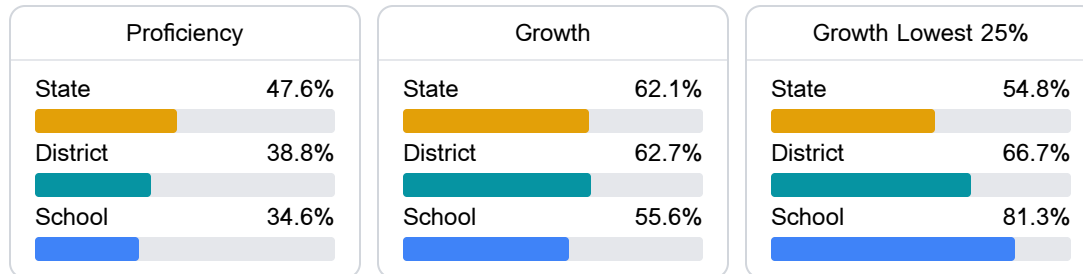 Proficiency
State 47.6%
District 38.8%
School 34.6%
Growth
State 62.1%
District 62.7%
School 55.6%
Growth Lowest 25%
State 54.8%
District 66.7%
School 81.3%